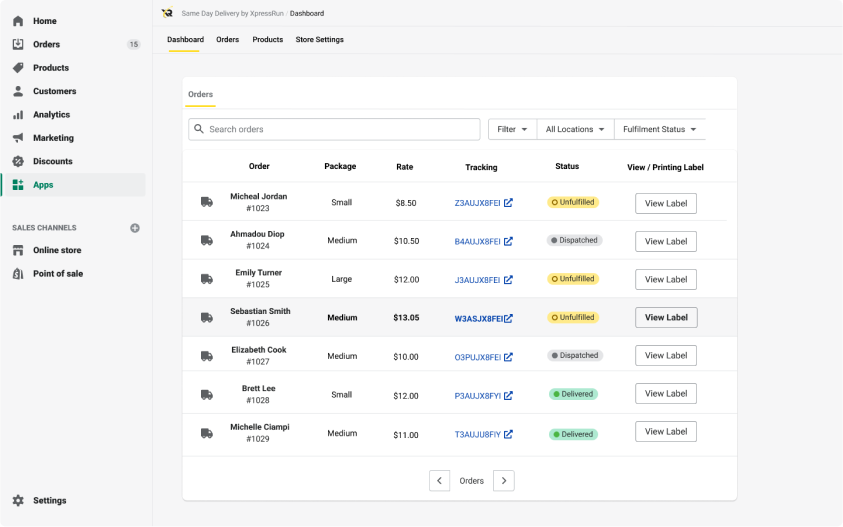 Home
Orders 15
Products
Customers
Analytics
Marketing
Discounts
Apps
SALES CHANNELS
Online store
Point of sale
Settings
Same Day Delivery by XpressRun / Dashboard
Dashboard Orders Products Store Settings
Orders
Search orders Filter All Locations Fulfilment Status
Order Package Rate Tracking Status View / Printing Label
Micheal Jordan
#1023 Small $8.50 Z3AUJX8FEI Unfulfilled View Label
Ahmadou Diop
#1024 Medium $10.50 B4AUJX8FEI Dispatched View Label
Emily Turner
#1025 Large $12.00 J3AUJX8FEI Unfulfilled View Label
Sebastian Smith
#1026 Medium $13.05 W3ASJX8FEI Unfulfilled View Label
Elizabeth Cook
#1027 Medium $10.00 O3PUJX8FEI Dispatched View Label
Brett Lee
#1028 Small $12.00 P3AUJX8FYI Delivered View Label
Michelle Ciampi
#1029 Medium $11.00 T3AUJU8FIY Delivered View Label
Orders